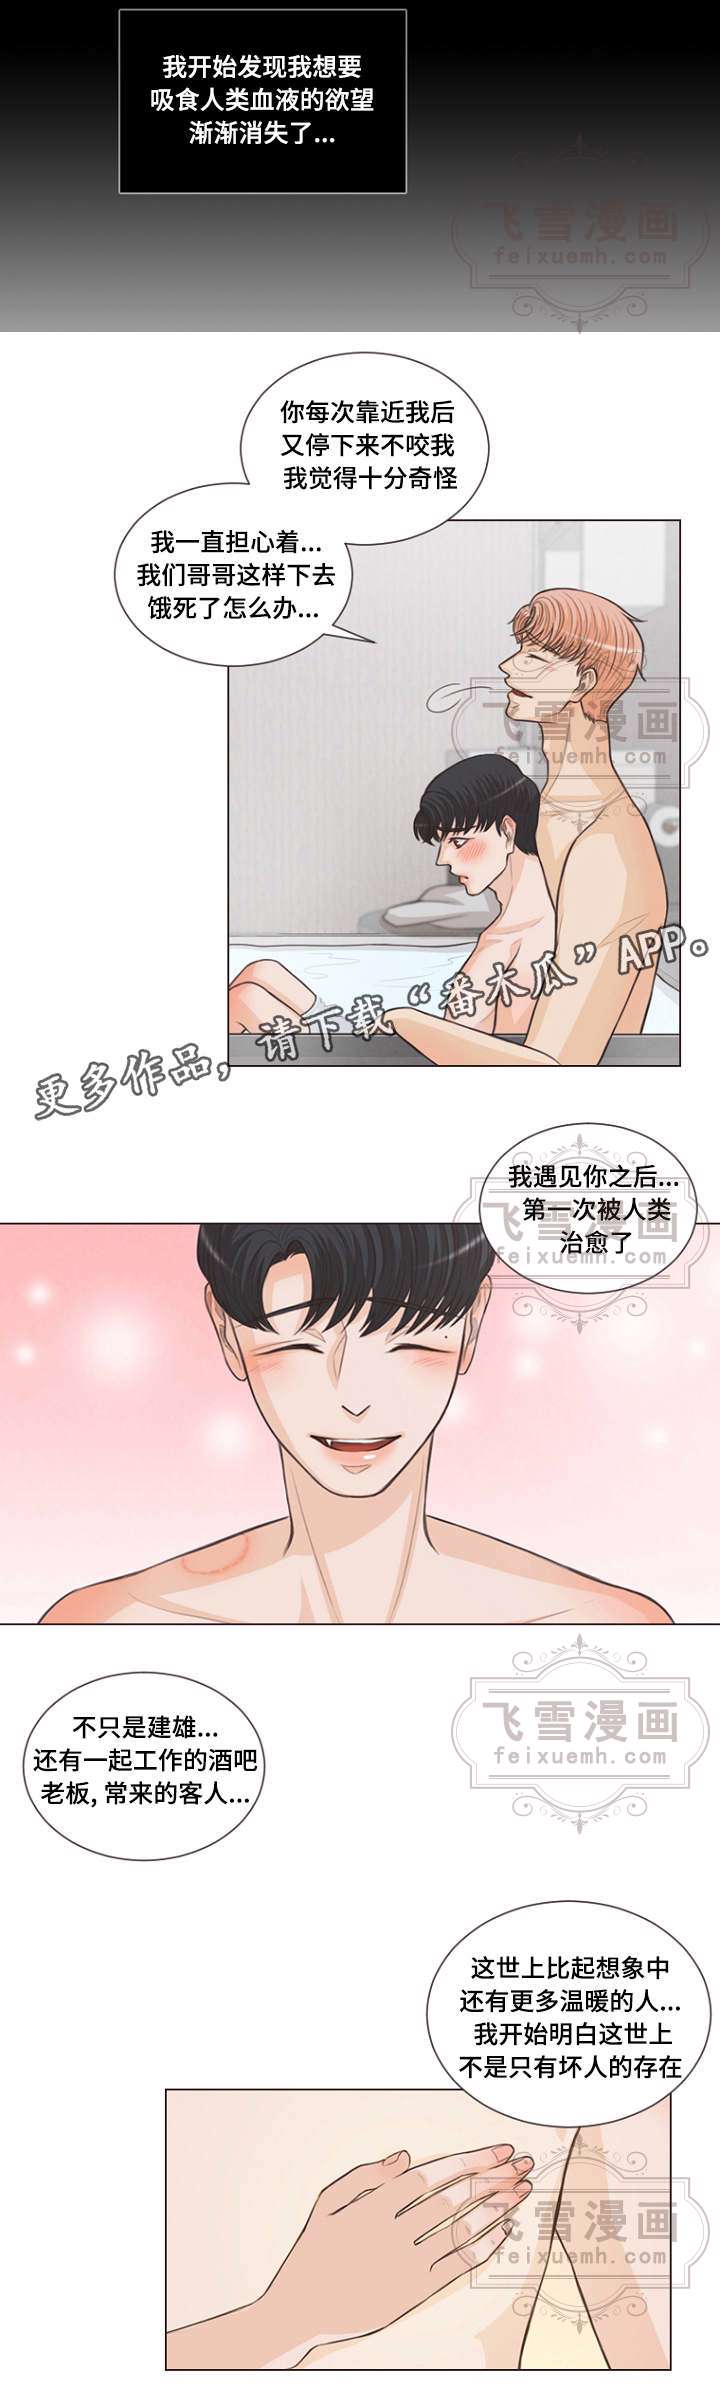 我开始发现我想要
吸食人类血液的欲望
渐渐消失了...
飞雪漫画
feixuemh.com
你每次靠近我后
又停下来不咬我
我觉得十分奇怪
我一直担心着...
我们哥哥这样下去
饿死了怎么办...
飞雪漫画
feixuemh.com
更多作品，请下载“番木瓜”APP。
我遇见你之后...
第一次被人类
治愈了
飞雪漫画
feixuemh.com
不只是建雄...
还有一起工作的酒吧
老板, 常来的客人...
飞雪漫画
feixuemh.com
这世上比起想象中
还有更多温暖的人...
我开始明白这世上
不是只有坏人的存在
飞雪漫画
feixuemh.com